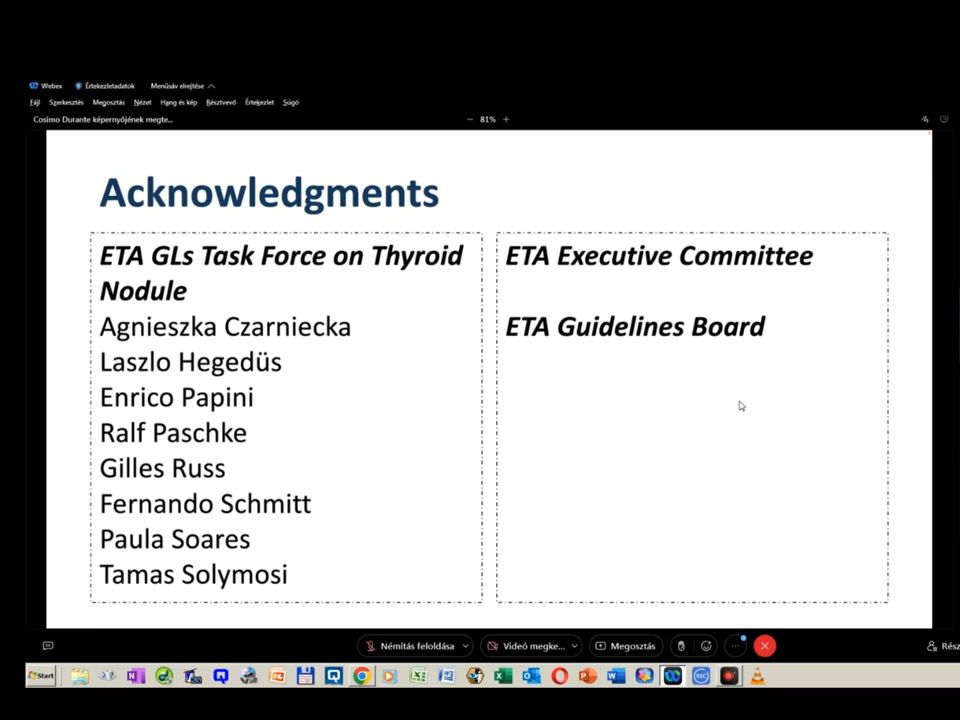 Webex Értekezletadatok Menüsáv elrejtése
Fájl Szerkesztés Megosztás Nézet Hang és kép Résztvevő Értekezlet Súgó
Cosimo Durante képernyőjének megte... 81%
Acknowledgments
ETA GLs Task Force on Thyroid
Nodule
Agnieszka Czarniecka
Laszlo Hegedüs
Enrico Papini
Ralf Paschke
Gilles Russ
Fernando Schmitt
Paula Soares
Tamas Solymosi
ETA Executive Committee
ETA Guidelines Board
Némítás feloldása Videó megke... Megosztás Rész
Start